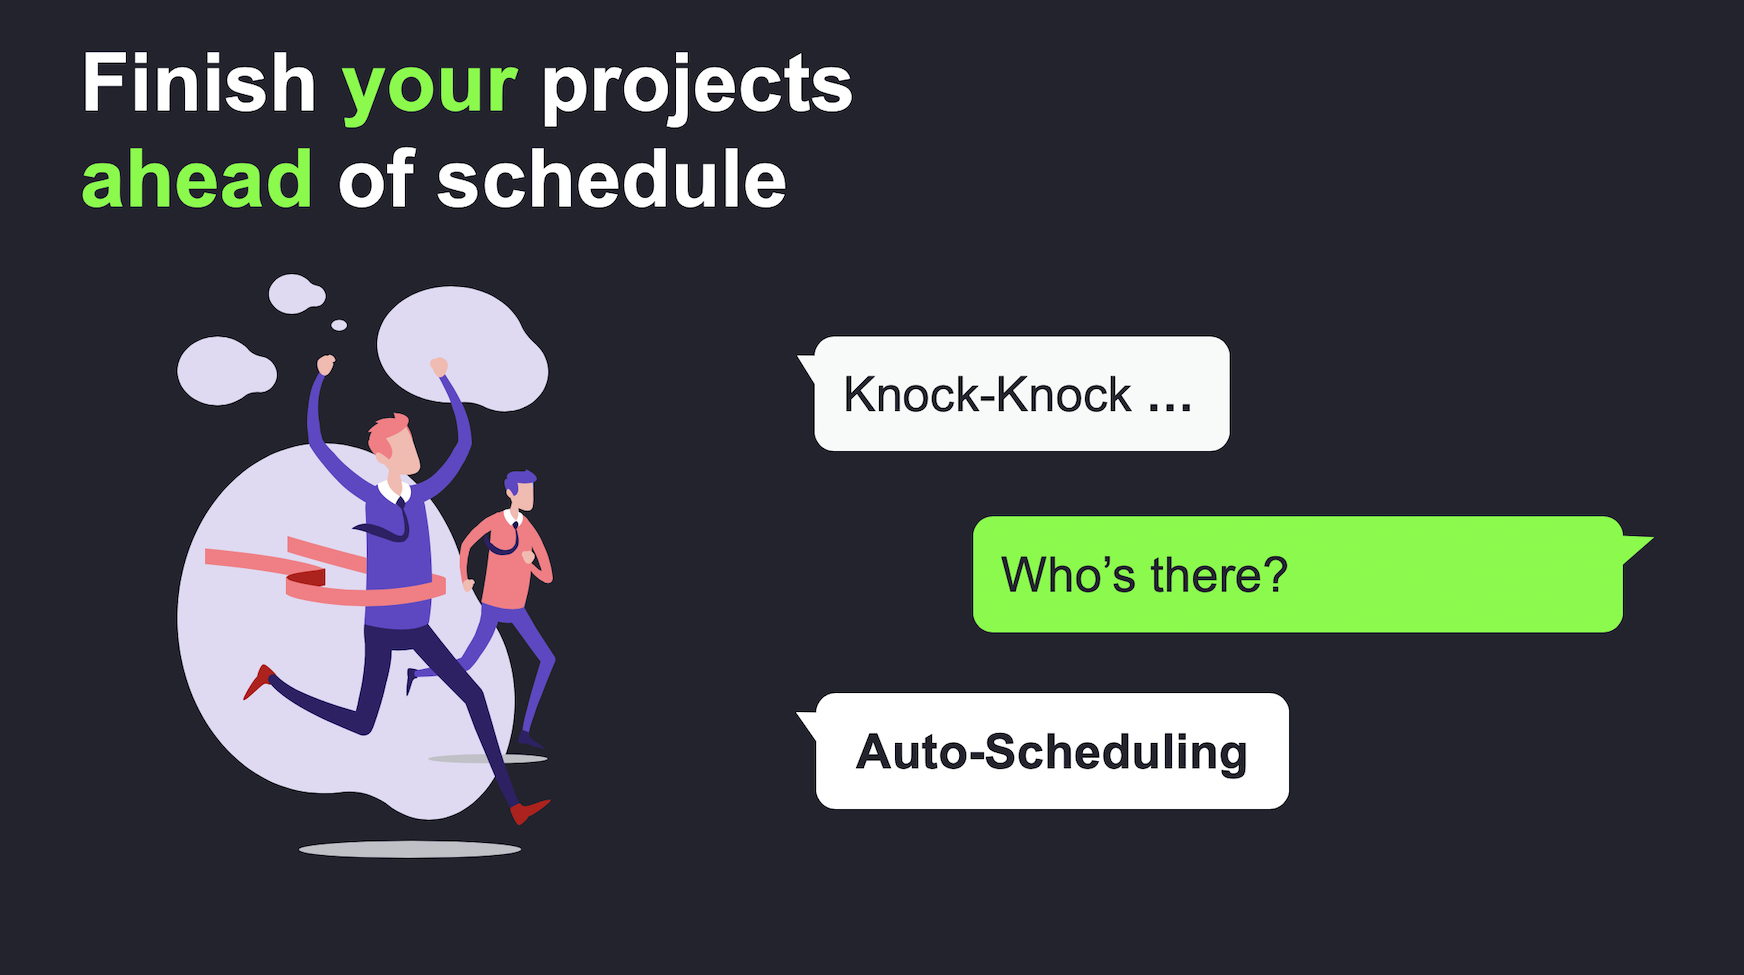 Finish your projects
ahead of schedule
Knock-Knock ...
Who’s there?
Auto-Scheduling